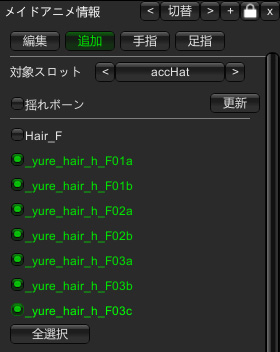 メイドアニメ情報 < 切替 > + x
編集 追加 手指 足指
対象スロット < accHat >
揺れボーン 更新
Hair_F
_yure_hair_h_F01a
_yure_hair_h_F01b
_yure_hair_h_F02a
_yure_hair_h_F02b
_yure_hair_h_F03a
_yure_hair_h_F03b
_yure_hair_h_F03c
全選択